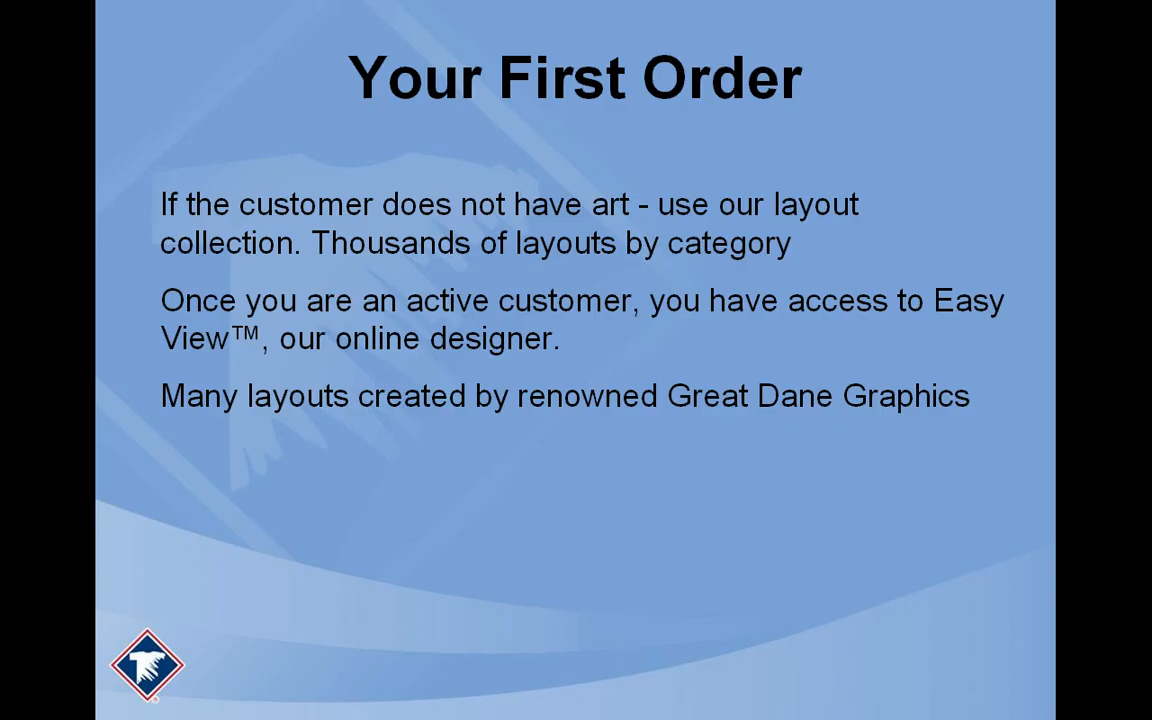 Your First Order
If the customer does not have art - use our layout
collection. Thousands of layouts by category
Once you are an active customer, you have access to Easy
View™, our online designer.
Many layouts created by renowned Great Dane Graphics